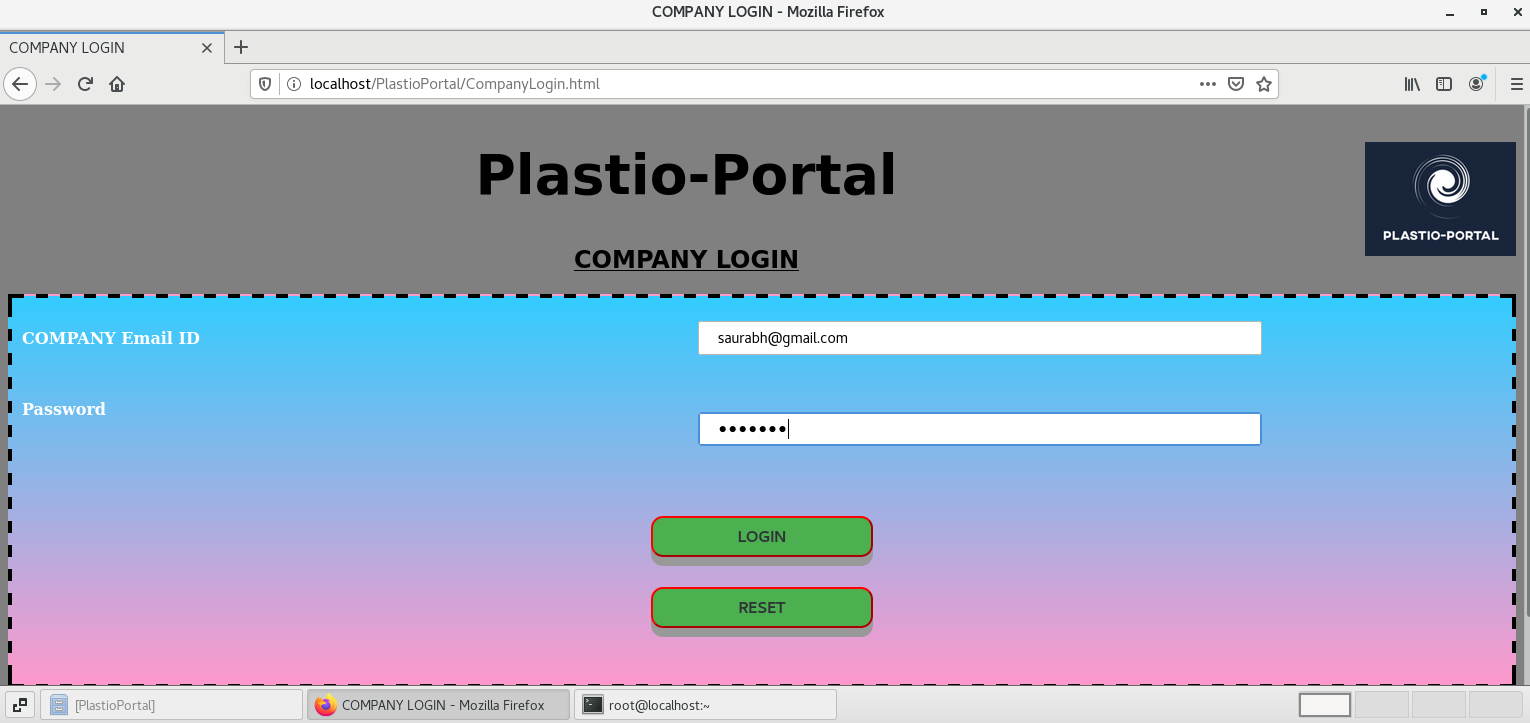 COMPANY LOGIN - Mozilla Firefox
COMPANY LOGIN
localhost/PlastioPortal/CompanyLogin.html
Plastio-Portal
PLASTIO-PORTAL
COMPANY LOGIN
COMPANY Email ID
saurabh@gmail.com
Password
•••••••
LOGIN
RESET
[PlastioPortal]
COMPANY LOGIN - Mozilla Firefox
root@localhost:~